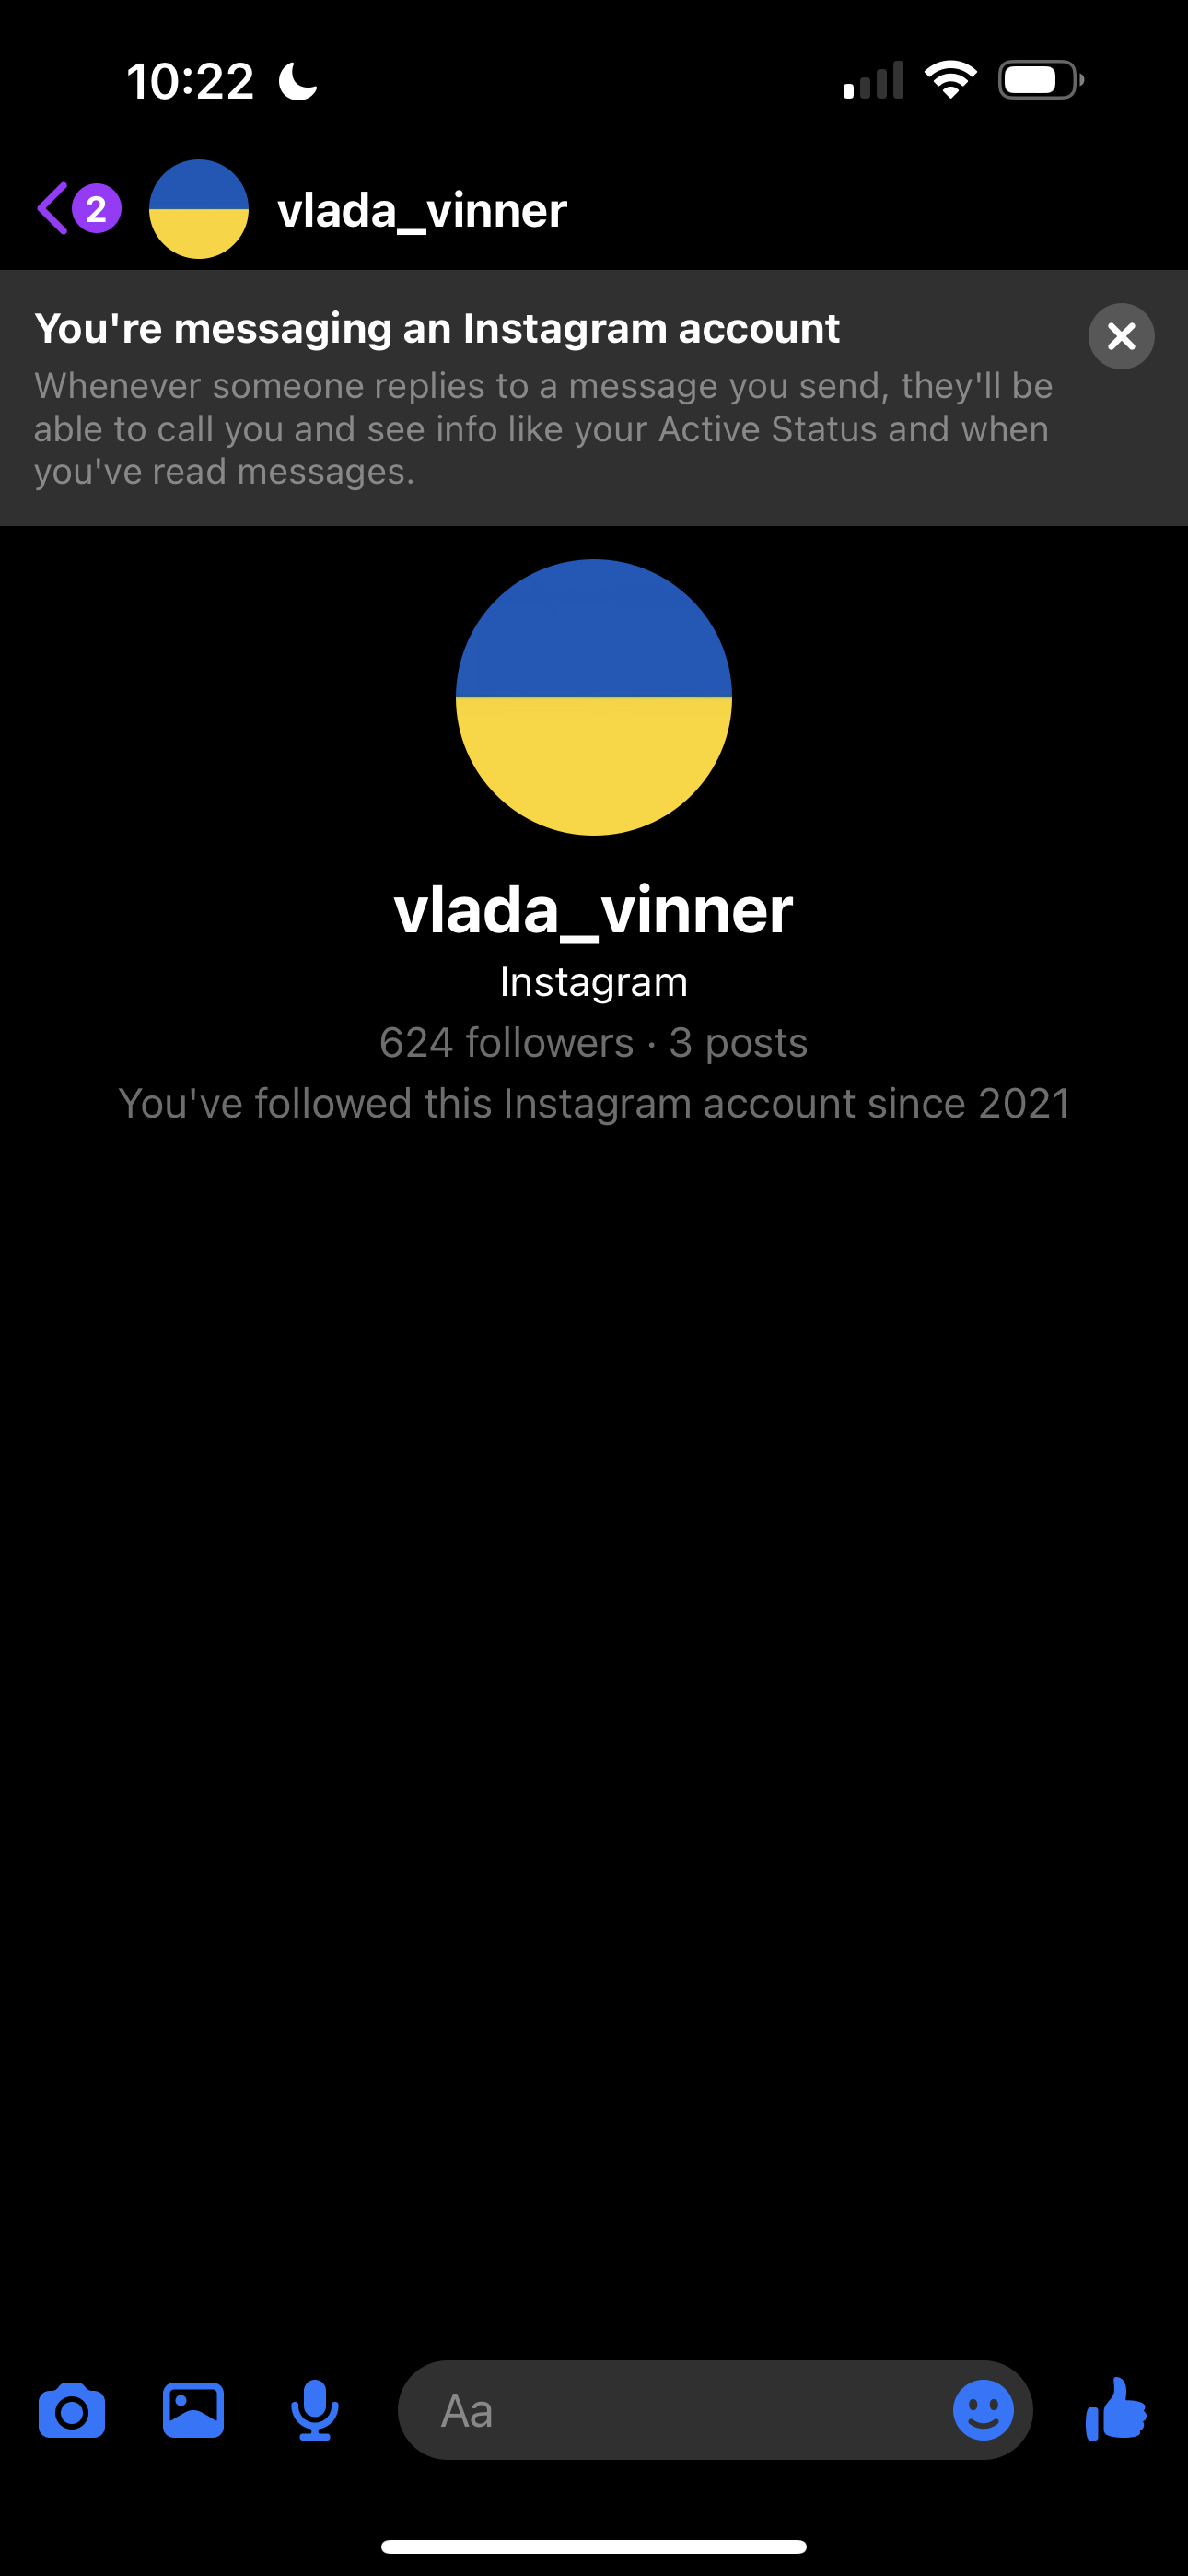 10:22
2
vlada_vinner
You're messaging an Instagram account
Whenever someone replies to a message you send, they'll be
able to call you and see info like your Active Status and when
you've read messages.
vlada_vinner
Instagram
624 followers · 3 posts
You've followed this Instagram account since 2021
Aa